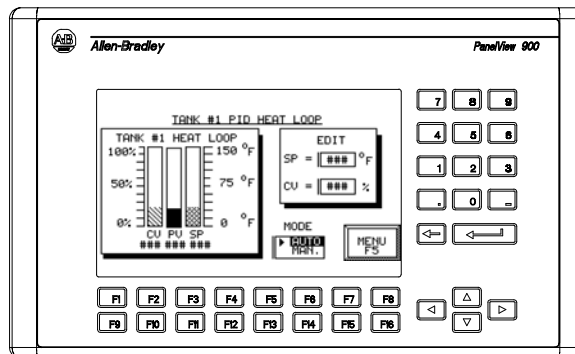 AB
Allen-Bradley
PanelView 900
TANK #1 PID HEAT LOOP
TANK #1 HEAT LOOP
100% 150 °F
50% 75 °F
0% 0 °F
CV PV SP
### ### ###
EDIT
SP = ### °F
CV = ### %
MODE
AUTO
MAN.
MENU
F5
7 8 9
4 5 6
1 2 3
. 0 -
F1 F2 F3 F4 F5 F6 F7 F8
F9 F10 F11 F12 F13 F14 F15 F16